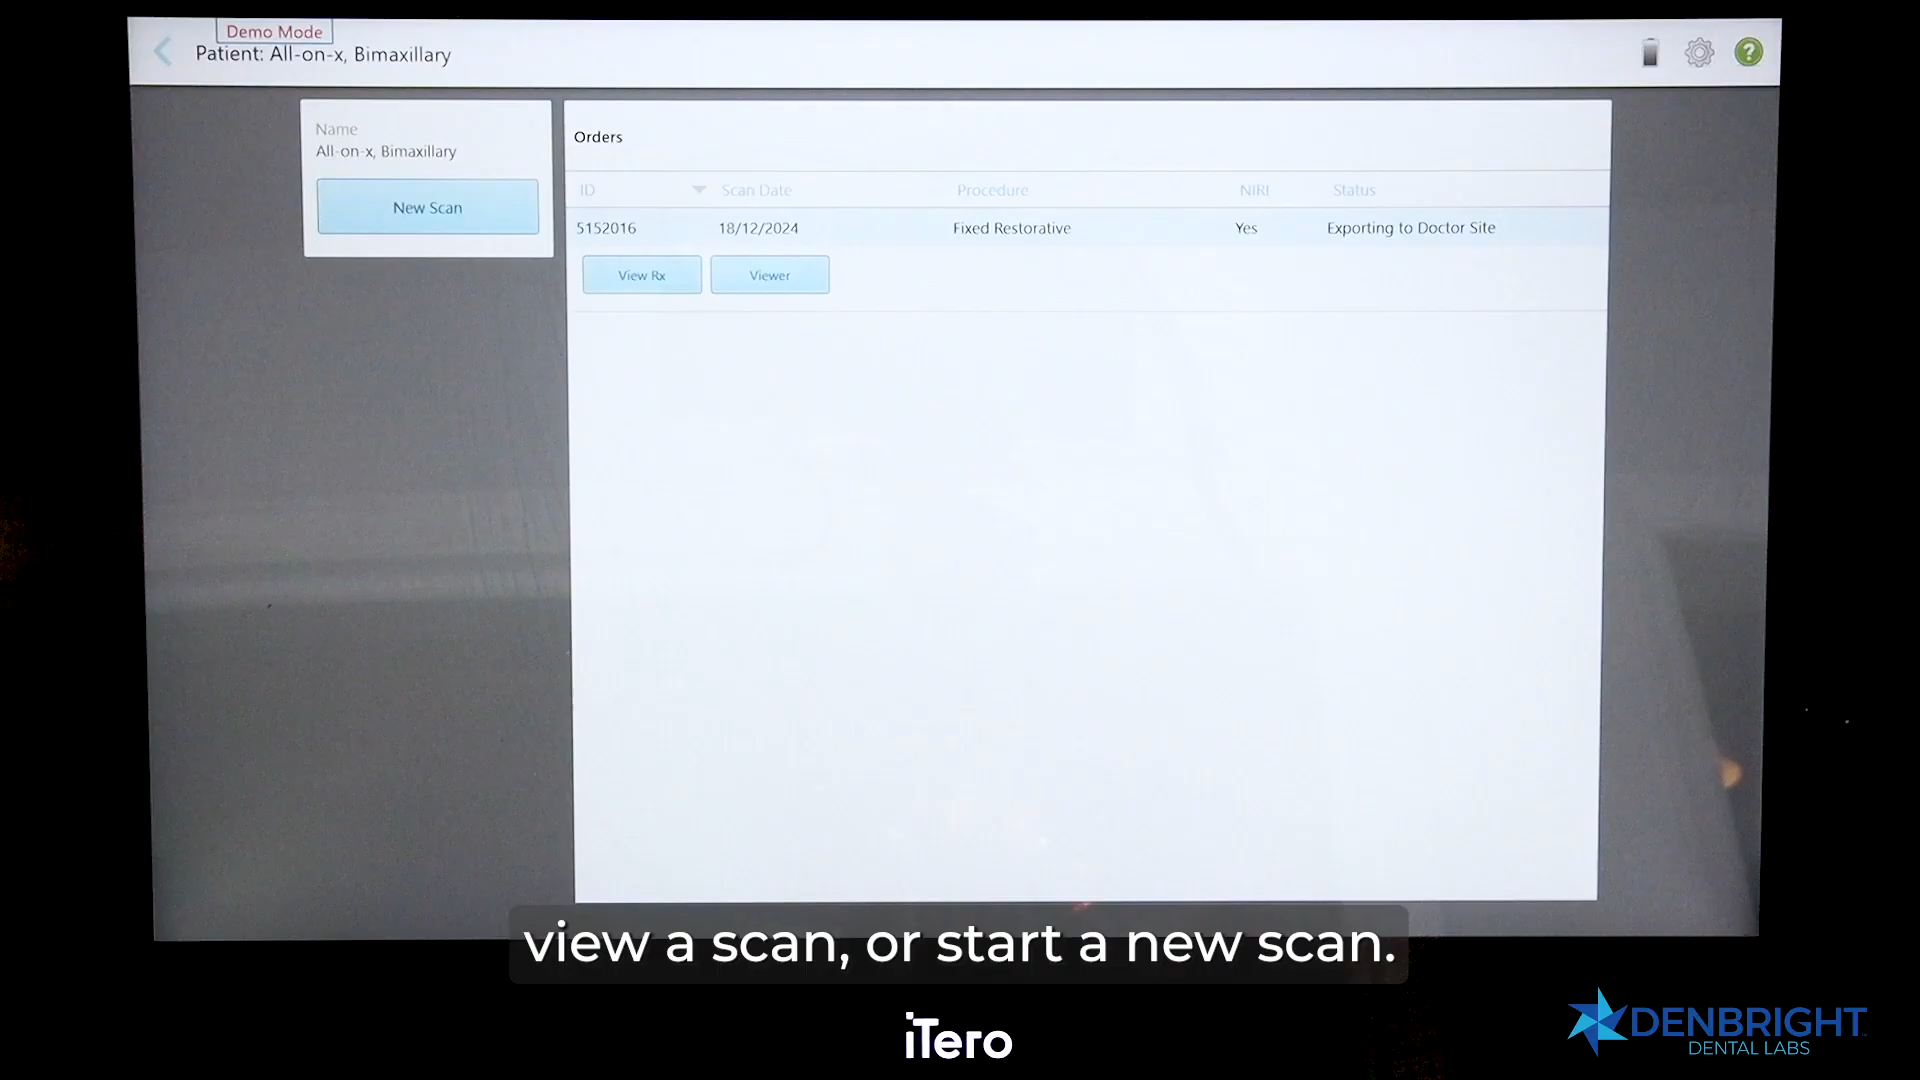 Demo Mode
Patient: All-on-x, Bimaxillary
?
Name
All-on-x, Bimaxillary
New Scan
Orders
ID Scan Date Procedure NIRI Status
5152016 18/12/2024 Fixed Restorative Yes Exporting to Doctor Site
View Rx Viewer
view a scan, or start a new scan.
iTero
DENBRIGHT
DENTAL LABS